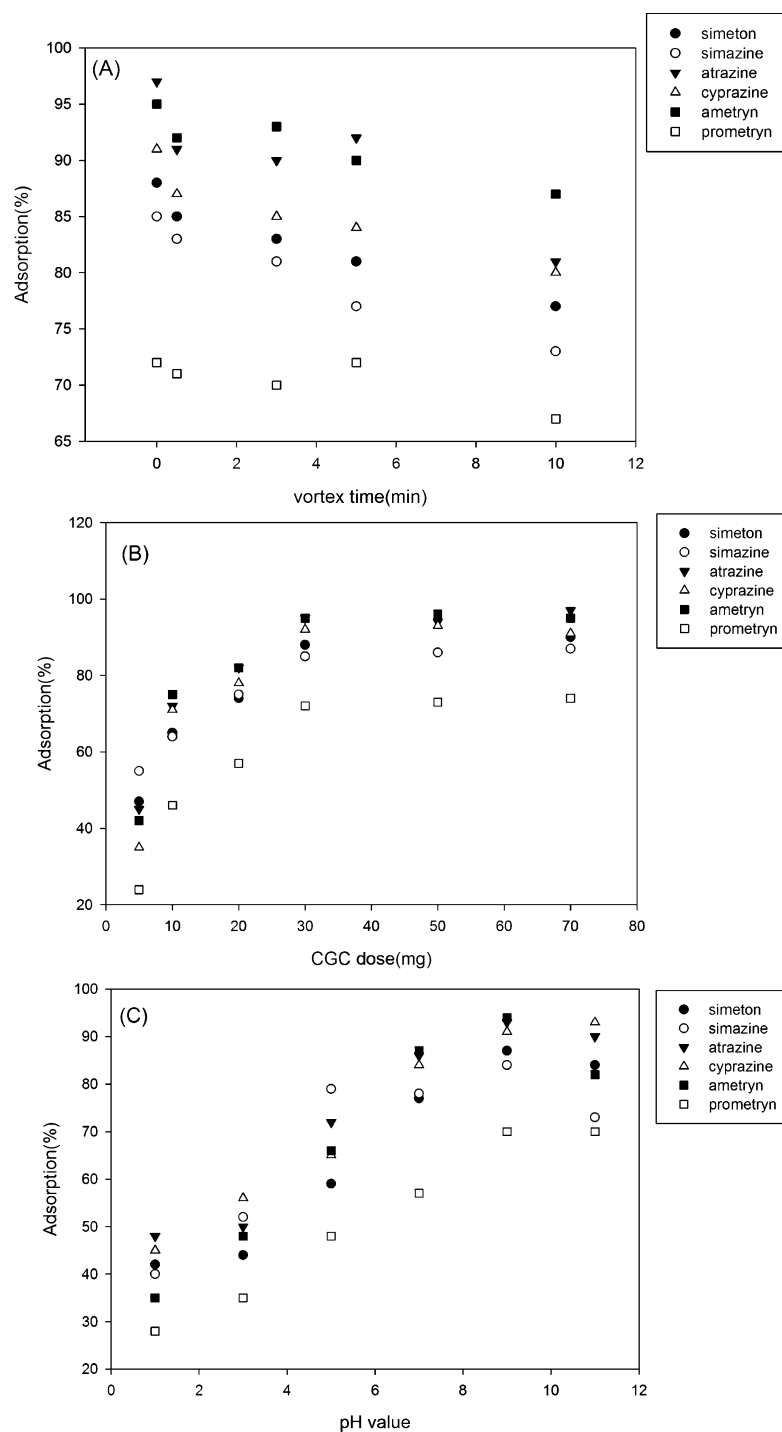 simeton
simazine
atrazine
cyprazine
ametryn
prometryn
(A)
100
95
90
85
80
75
70
65
Adsorption(%)
0 2 4 6 8 10 12
vortex time(min)
simeton
simazine
atrazine
cyprazine
ametryn
prometryn
(B)
120
100
80
60
40
20
Adsorption(%)
0 10 20 30 40 50 60 70 80
CGC dose(mg)
simeton
simazine
atrazine
cyprazine
ametryn
prometryn
(C)
100
90
80
70
60
50
40
30
20
Adsorption(%)
0 2 4 6 8 10 12
pH value